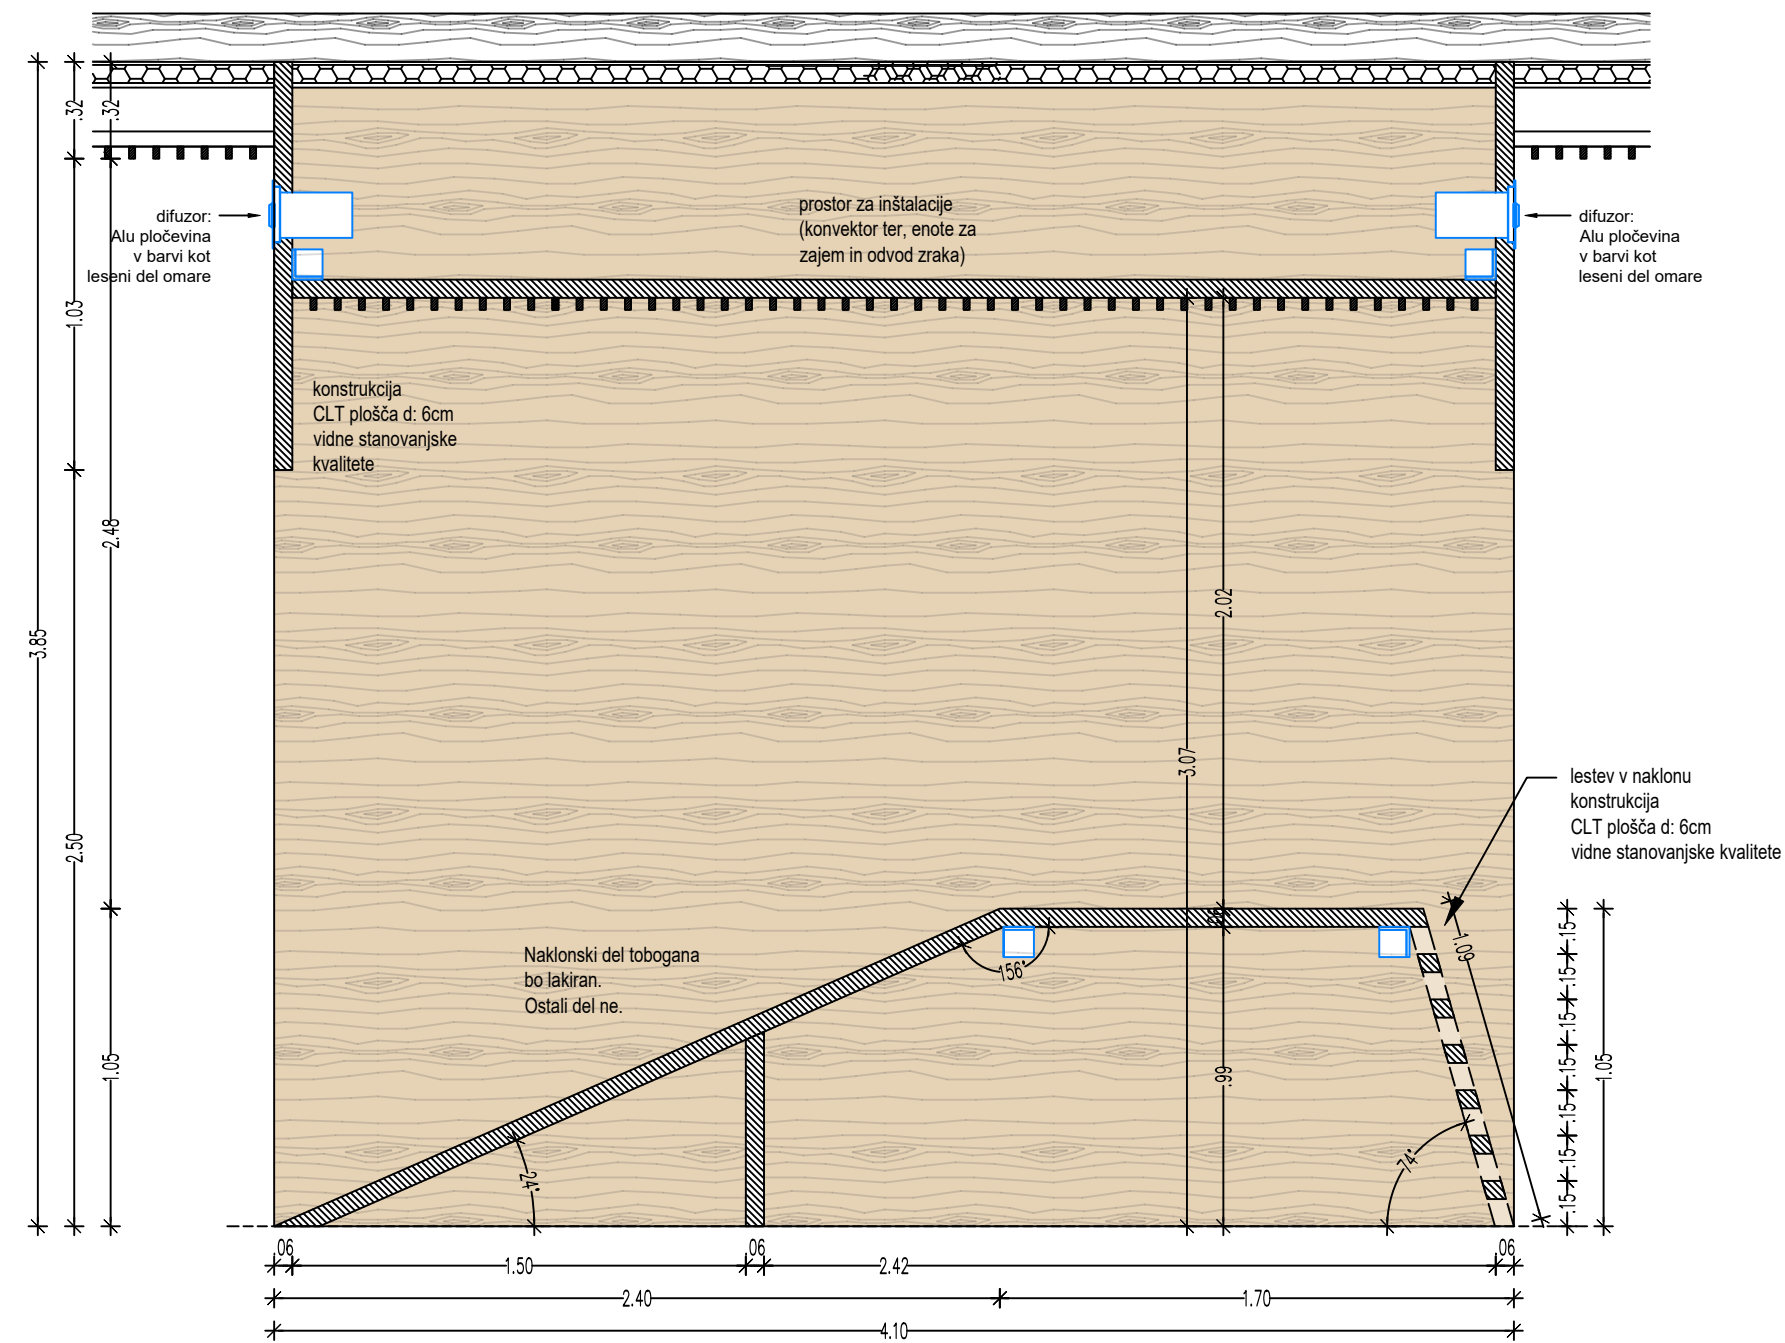 .32
.32
difuzor:
Alu pločevina
v barvi kot
leseni del omare
prostor za inštalacije
(konvektor ter, enote za
zajem in odvod zraka)
difuzor:
Alu pločevina
v barvi kot
leseni del omare
1.03
konstrukcija
CLT plošča d: 6cm
vidne stanovanjske
kvalitete
2.48
2.02
3.85
3.07
lestev v naklonu
konstrukcija
CLT plošča d: 6cm
vidne stanovanjske kvalitete
2.50
Naklonski del tobogana
bo lakiran.
Ostali del ne.
156°
1.09
.15
.15
.15
.15
.15
.15
.15
1.05
1.05
.99
24°
74°
.06
.06
.06
1.50
2.42
2.40
1.70
4.10